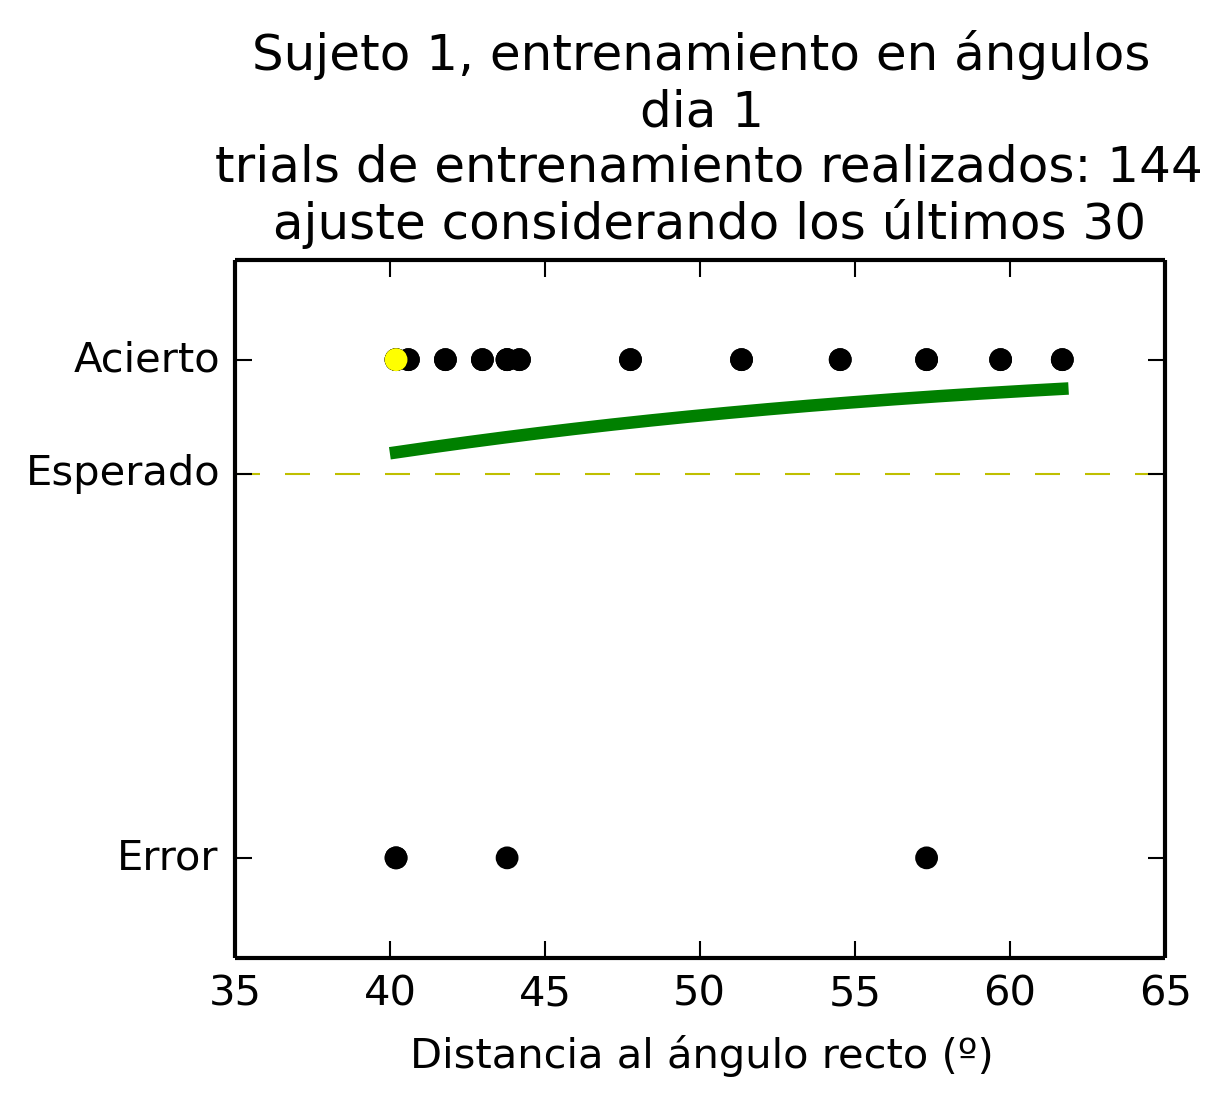 Sujeto 1, entrenamiento en ángulos
dia 1
trials de entrenamiento realizados: 144
ajuste considerando los últimos 30
Acierto
Esperado
Error
35 40 45 50 55 60 65
Distancia al ángulo recto (º)